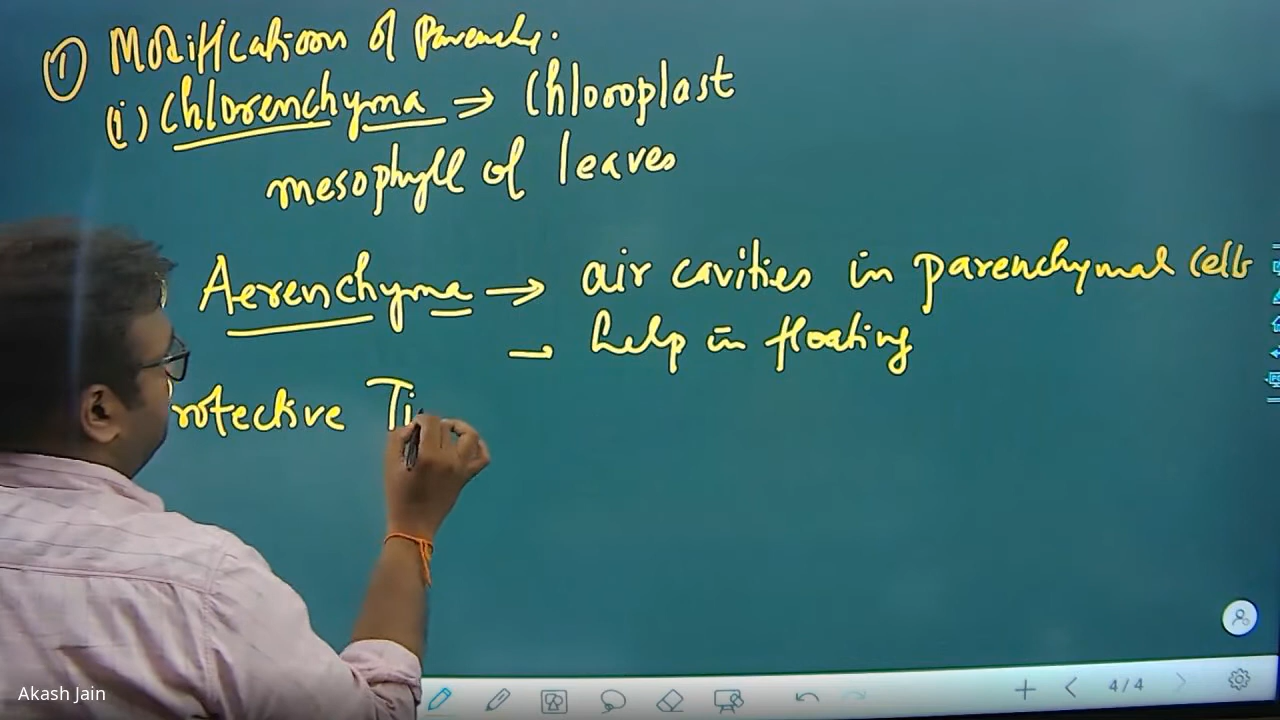 ① Modification of Parench.
(i) Chlorenchyma → Chloroplast
mesophyll of leaves
Aerenchyma → air cavities in parenchymal cells
→ help in floating
rotective Ti
Akash Jain
4/4